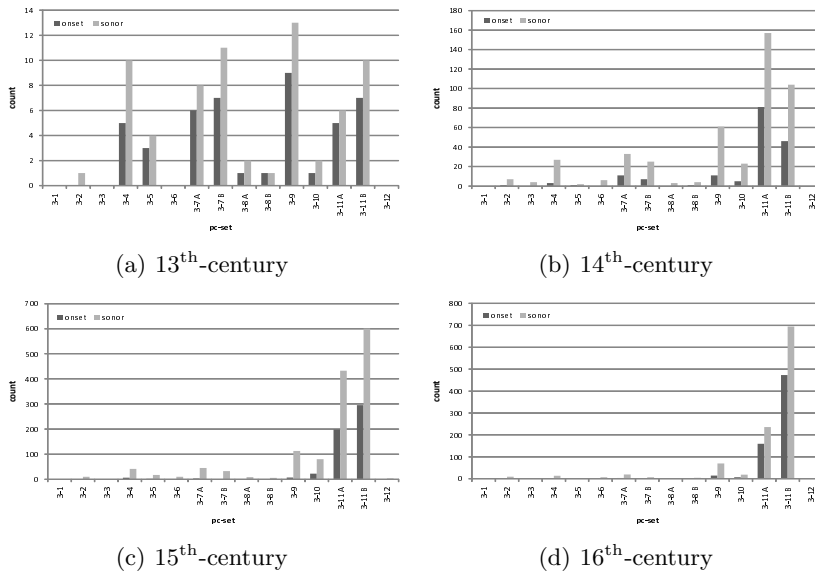 14
12
10
8
6
4
2
0
count
onset sonor
3-1 3-2 3-3 3-4 3-5 3-6 3-7 A 3-7 B 3-8 A 3-8 B 3-9 3-10 3-11 A 3-11 B 3-12
pc-set
(a) 13th-century
180
160
140
120
100
80
60
40
20
0
count
onset sonor
3-1 3-2 3-3 3-4 3-5 3-6 3-7 A 3-7 B 3-8 A 3-8 B 3-9 3-10 3-11 A 3-11 B 3-12
pc-set
(b) 14th-century
700
600
500
400
300
200
100
0
count
onset sonor
3-1 3-2 3-3 3-4 3-5 3-6 3-7 A 3-7 B 3-8 A 3-8 B 3-9 3-10 3-11 A 3-11 B 3-12
pc-set
(c) 15th-century
800
700
600
500
400
300
200
100
0
count
onset sonor
3-1 3-2 3-3 3-4 3-5 3-6 3-7 A 3-7 B 3-8 A 3-8 B 3-9 3-10 3-11 A 3-11 B 3-12
pc-set
(d) 16th-century